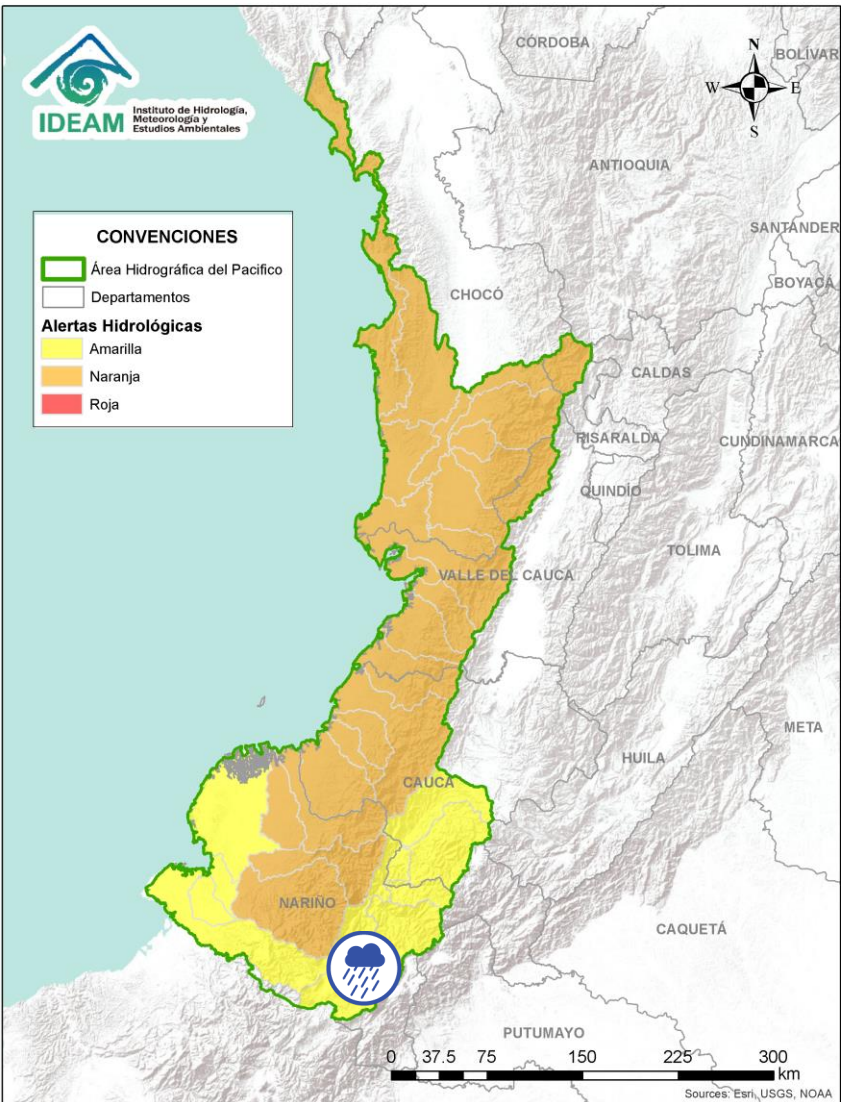 IDEAM
Instituto de Hidrología,
Meteorología y
Estudios Ambientales
CÓRDOBA
BOLÍVAR
N
W E
S
ANTIOQUIA
SANTANDER
BOYACÁ
CONVENCIONES
Área Hidrográfica del Pacifico
Departamentos
Alertas Hidrológicas
Amarilla
Naranja
Roja
CHOCÓ
CALDAS
RISARALDA
CUNDINAMARCA
QUINDÍO
TOLIMA
VALLE DEL CAUCA
META
HUILA
CAUCA
NARIÑO
CAQUETÁ
PUTUMAYO
0 37.5 75 150 225 300
km
Sources: Esri, USGS, NOAA